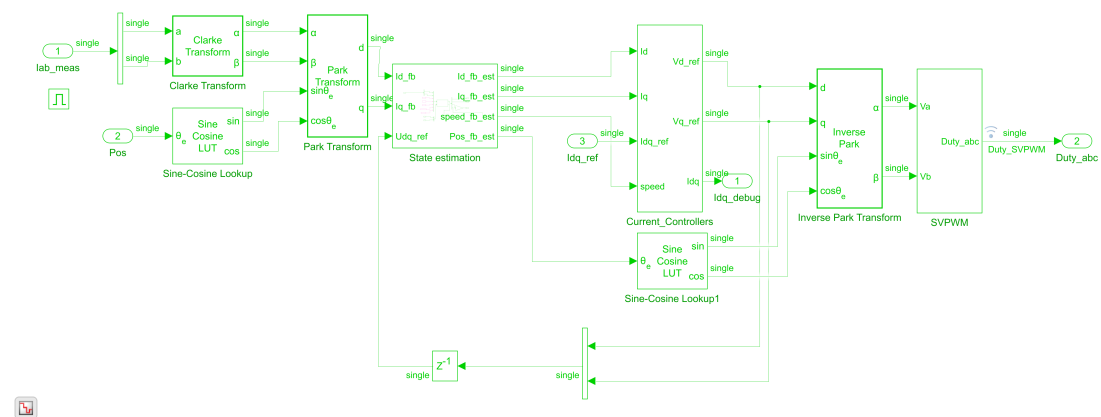 single
1
Iab_meas
single
single
a
b
Clarke
Transform
α
β
Clarke Transform
single
single
2
Pos
single
θe
Sine
Cosine
LUT
sin
cos
Sine-Cosine Lookup
single
single
α
β
sinθe
cosθe
Park
Transform
d
q
Park Transform
single
single
Id_fb
Iq_fb
Udq_ref
Id_fb_est
Iq_fb_est
speed_fb_est
Pos_fb_est
State estimation
single
single
single
single
3
Idq_ref
single
Id
Iq
Idq_ref
speed
Vd_ref
Vq_ref
Idq
Current_Controllers
single
single
single
1
Idq_debug
θe
Sine
Cosine
LUT
sin
cos
Sine-Cosine Lookup1
single
single
d
q
sinθe
cosθe
Inverse
Park
α
β
Inverse Park Transform
single
single
Va
Vb
Duty_abc
SVPWM
single
Duty_SVPWM
2
Duty_abc
single
Z-1
single